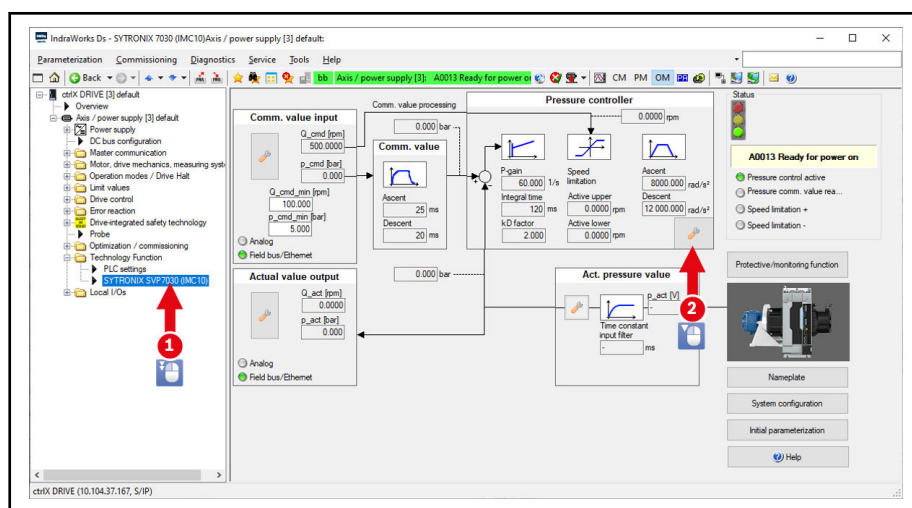 IndraWorks Ds - SYTRONIX 7030 (IMC10)Axis / power supply [3] default:
Parameterization Commissioning Diagnostics Service Tools Help
Back bb Axis / power supply [3]: A0013 Ready for power or CM PM OM
ctrlX DRIVE [3] default
Overview
Axis / power supply [3] default
Power supply
DC bus configuration
Master communication
Motor, drive mechanics, measuring syst
Operation modes / Drive Halt
Limit values
Drive control
Error reaction
Drive-integrated safety technology
Probe
Optimization / commissioning
Technology Function
PLC settings
SYTRONIX SVP7030 (IMC10)
Local I/Os
1
Comm. value input
Q_cmd [rpm]
500.0000
p_cmd [bar]
0.000
Q_cmd_min [rpm]
100.000
p_cmd_min [bar]
5.000
Analog
Field bus/Ethernet
Comm. value processing
0.000 bar
Comm. value
Ascent
25 ms
Descent
20 ms
0.000 bar
Pressure controller
0.0000 rpm
P-gain
60.000 1/s
Integral time
120 ms
kD factor
2.000
Speed
limitation
Active upper
0.0000 rpm
Active lower
0.0000 rpm
Ascent
8000.000 rad/s²
Descent
12 000.000 rad/s²
Actual value output
Q_act [rpm]
0.0000
p_act [bar]
0.000
Analog
Field bus/Ethernet
Act. pressure value
p_act [V]
-
Time constant
input filter
- ms
2
Status
A0013 Ready for power on
Pressure control active
Pressure comm. value rea...
Speed limitation +
Speed limitation -
Protective/monitoring function
Nameplate
System configuration
Initial parameterization
Help
ctrlX DRIVE (10.104.37.167, S/IP)